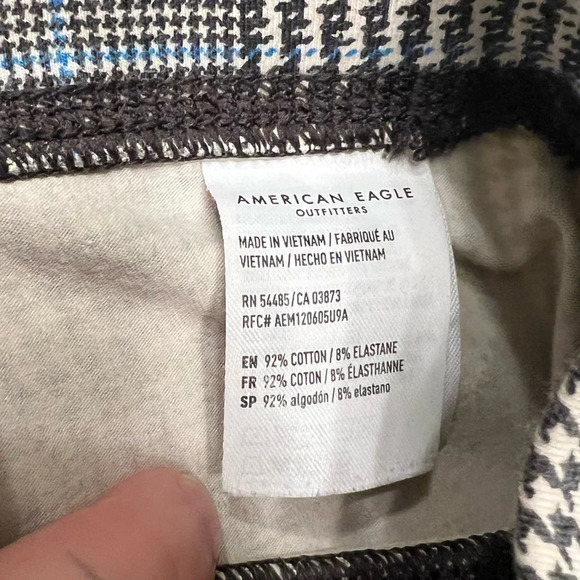 AMERICAN EAGLE
OUTFITTERS
MADE IN VIETNAM / FABRIQUÉ AU
VIETNAM / HECHO EN VIETNAM
RN 54485/CA 03873
RFC# AEM120605U9A
EN 92% COTTON / 8% ELASTANE
FR 92% COTON / 8% ÉLASTHANNE
SP 92% algodón / 8% elastano